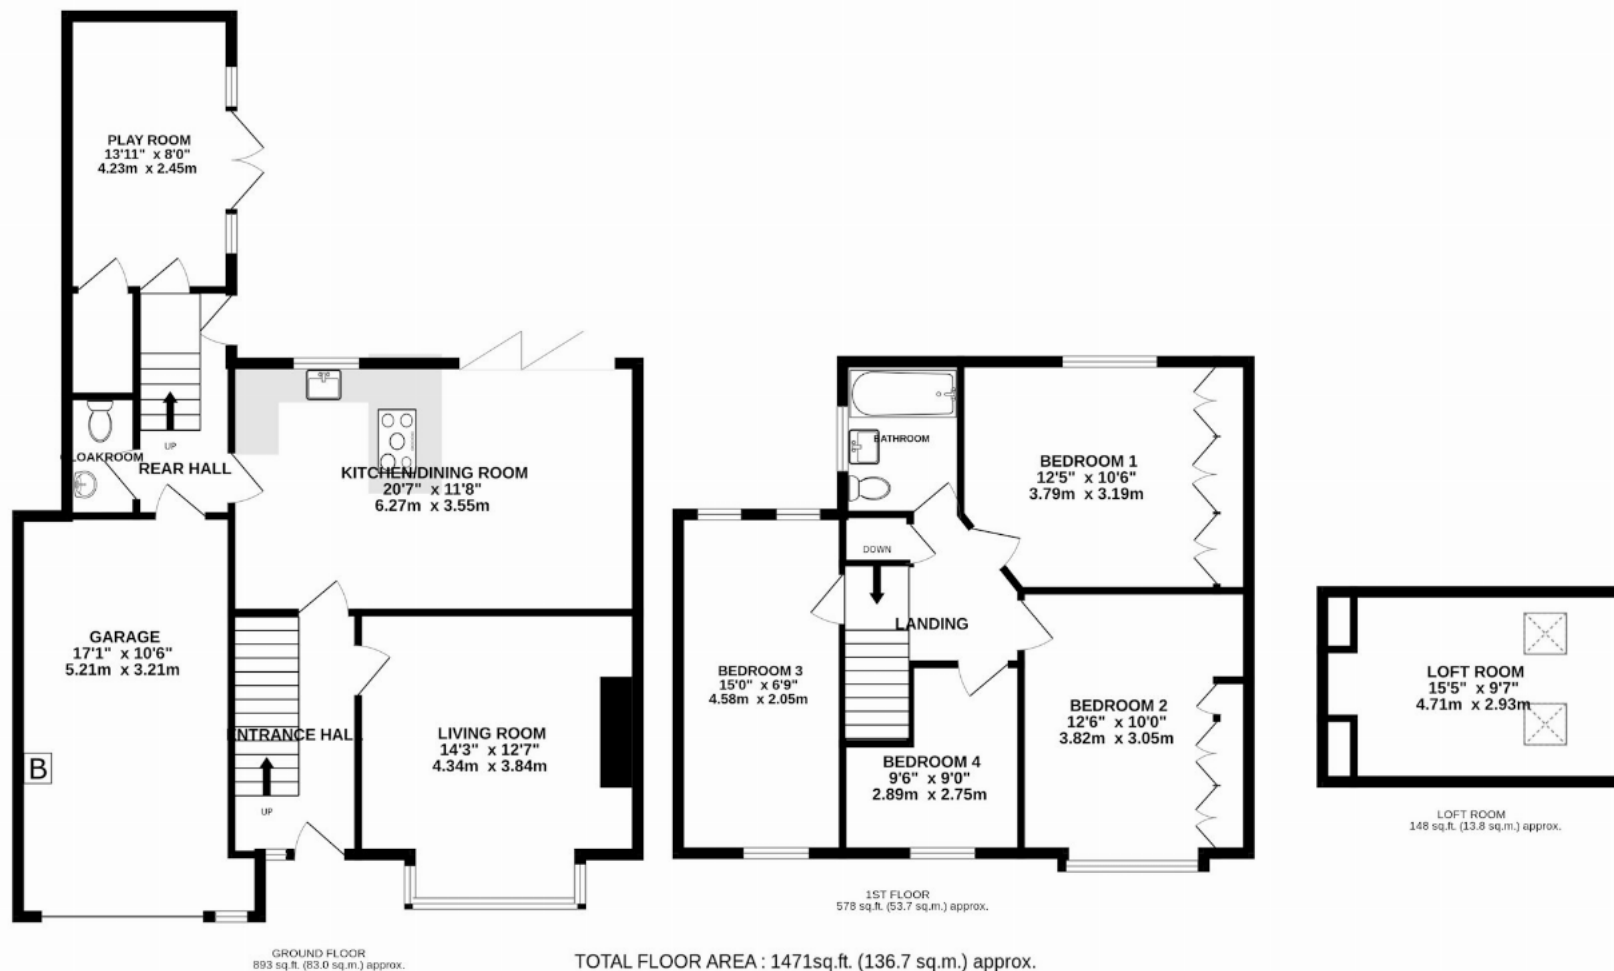 PLAY ROOM
13'11" x 8'0"
4.23m x 2.45m
UP
CLOAKROOM
REAR HALL
KITCHEN/DINING ROOM
20'7" x 11'8"
6.27m x 3.55m
GARAGE
17'1" x 10'6"
5.21m x 3.21m
B
ENTRANCE HALL
UP
LIVING ROOM
14'3" x 12'7"
4.34m x 3.84m
GROUND FLOOR
893 sq.ft. (83.0 sq.m.) approx.
BATHROOM
BEDROOM 1
12'5" x 10'6"
3.79m x 3.19m
DOWN
LANDING
BEDROOM 3
15'0" x 6'9"
4.58m x 2.05m
BEDROOM 2
12'6" x 10'0"
3.82m x 3.05m
BEDROOM 4
9'6" x 9'0"
2.89m x 2.75m
1ST FLOOR
578 sq.ft. (53.7 sq.m.) approx.
LOFT ROOM
15'5" x 9'7"
4.71m x 2.93m
LOFT ROOM
148 sq.ft. (13.8 sq.m.) approx.
TOTAL FLOOR AREA : 1471sq.ft. (136.7 sq.m.) approx.